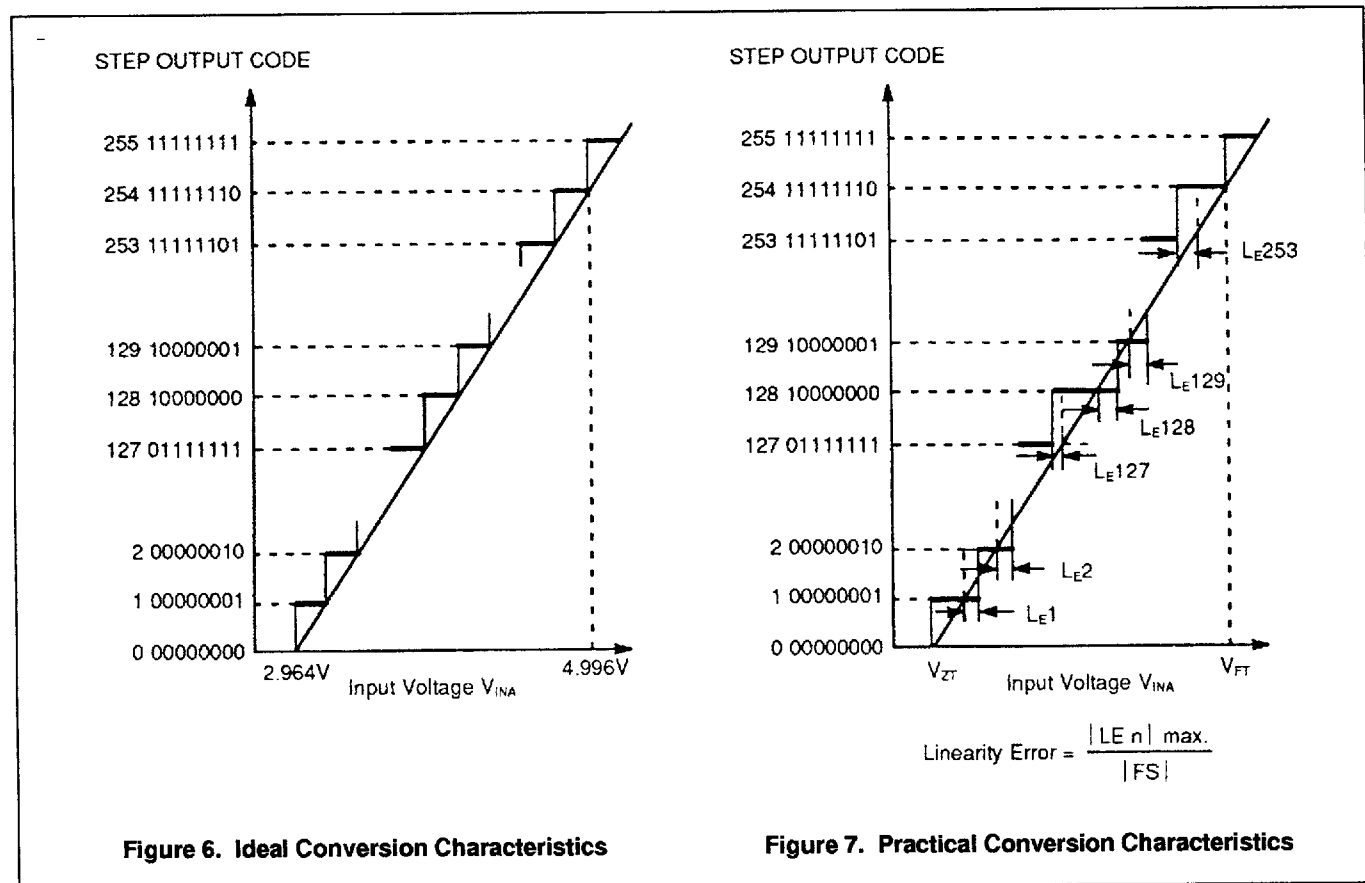 STEP OUTPUT CODE
255 11111111
254 11111110
253 11111101
129 10000001
128 10000000
127 01111111
2 00000010
1 00000001
0 00000000
2.964V
4.996V
Input Voltage VINA
Figure 6. Ideal Conversion Characteristics
STEP OUTPUT CODE
255 11111111
254 11111110
253 11111101
129 10000001
128 10000000
127 01111111
2 00000010
1 00000001
0 00000000
LE253
LE129
LE128
LE127
LE2
LE1
VZT
VFT
Input Voltage VINA
Linearity Error = | LE n | max.
| FS |
Figure 7. Practical Conversion Characteristics